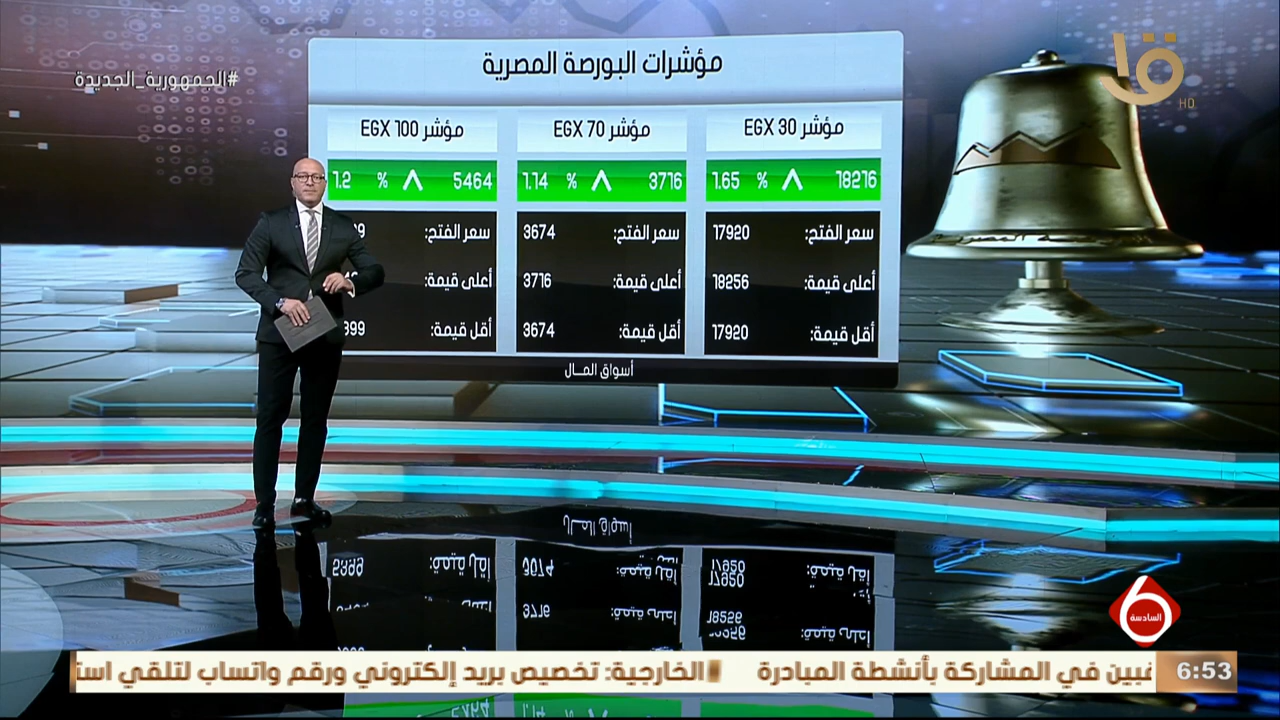 #الجمهورية_الجديدة
HD
مؤشرات البورصة المصرية
مؤشر EGX 30
18216 % 1.65
سعر الفتح: 17920
أعلى قيمة: 18256
أقل قيمة: 17920
مؤشر EGX 70
3716 % 1.14
سعر الفتح: 3674
أعلى قيمة: 3716
أقل قيمة: 3674
مؤشر EGX 100
5464 % 1.2
سعر الفتح:
أعلى قيمة:
أقل قيمة:
أسواق المـال
6
السادسة
6:53
في المشاركة بأنشطة المبادرة الخارجية: تخصيص بريد إلكتروني ورقم واتساب لتلقي